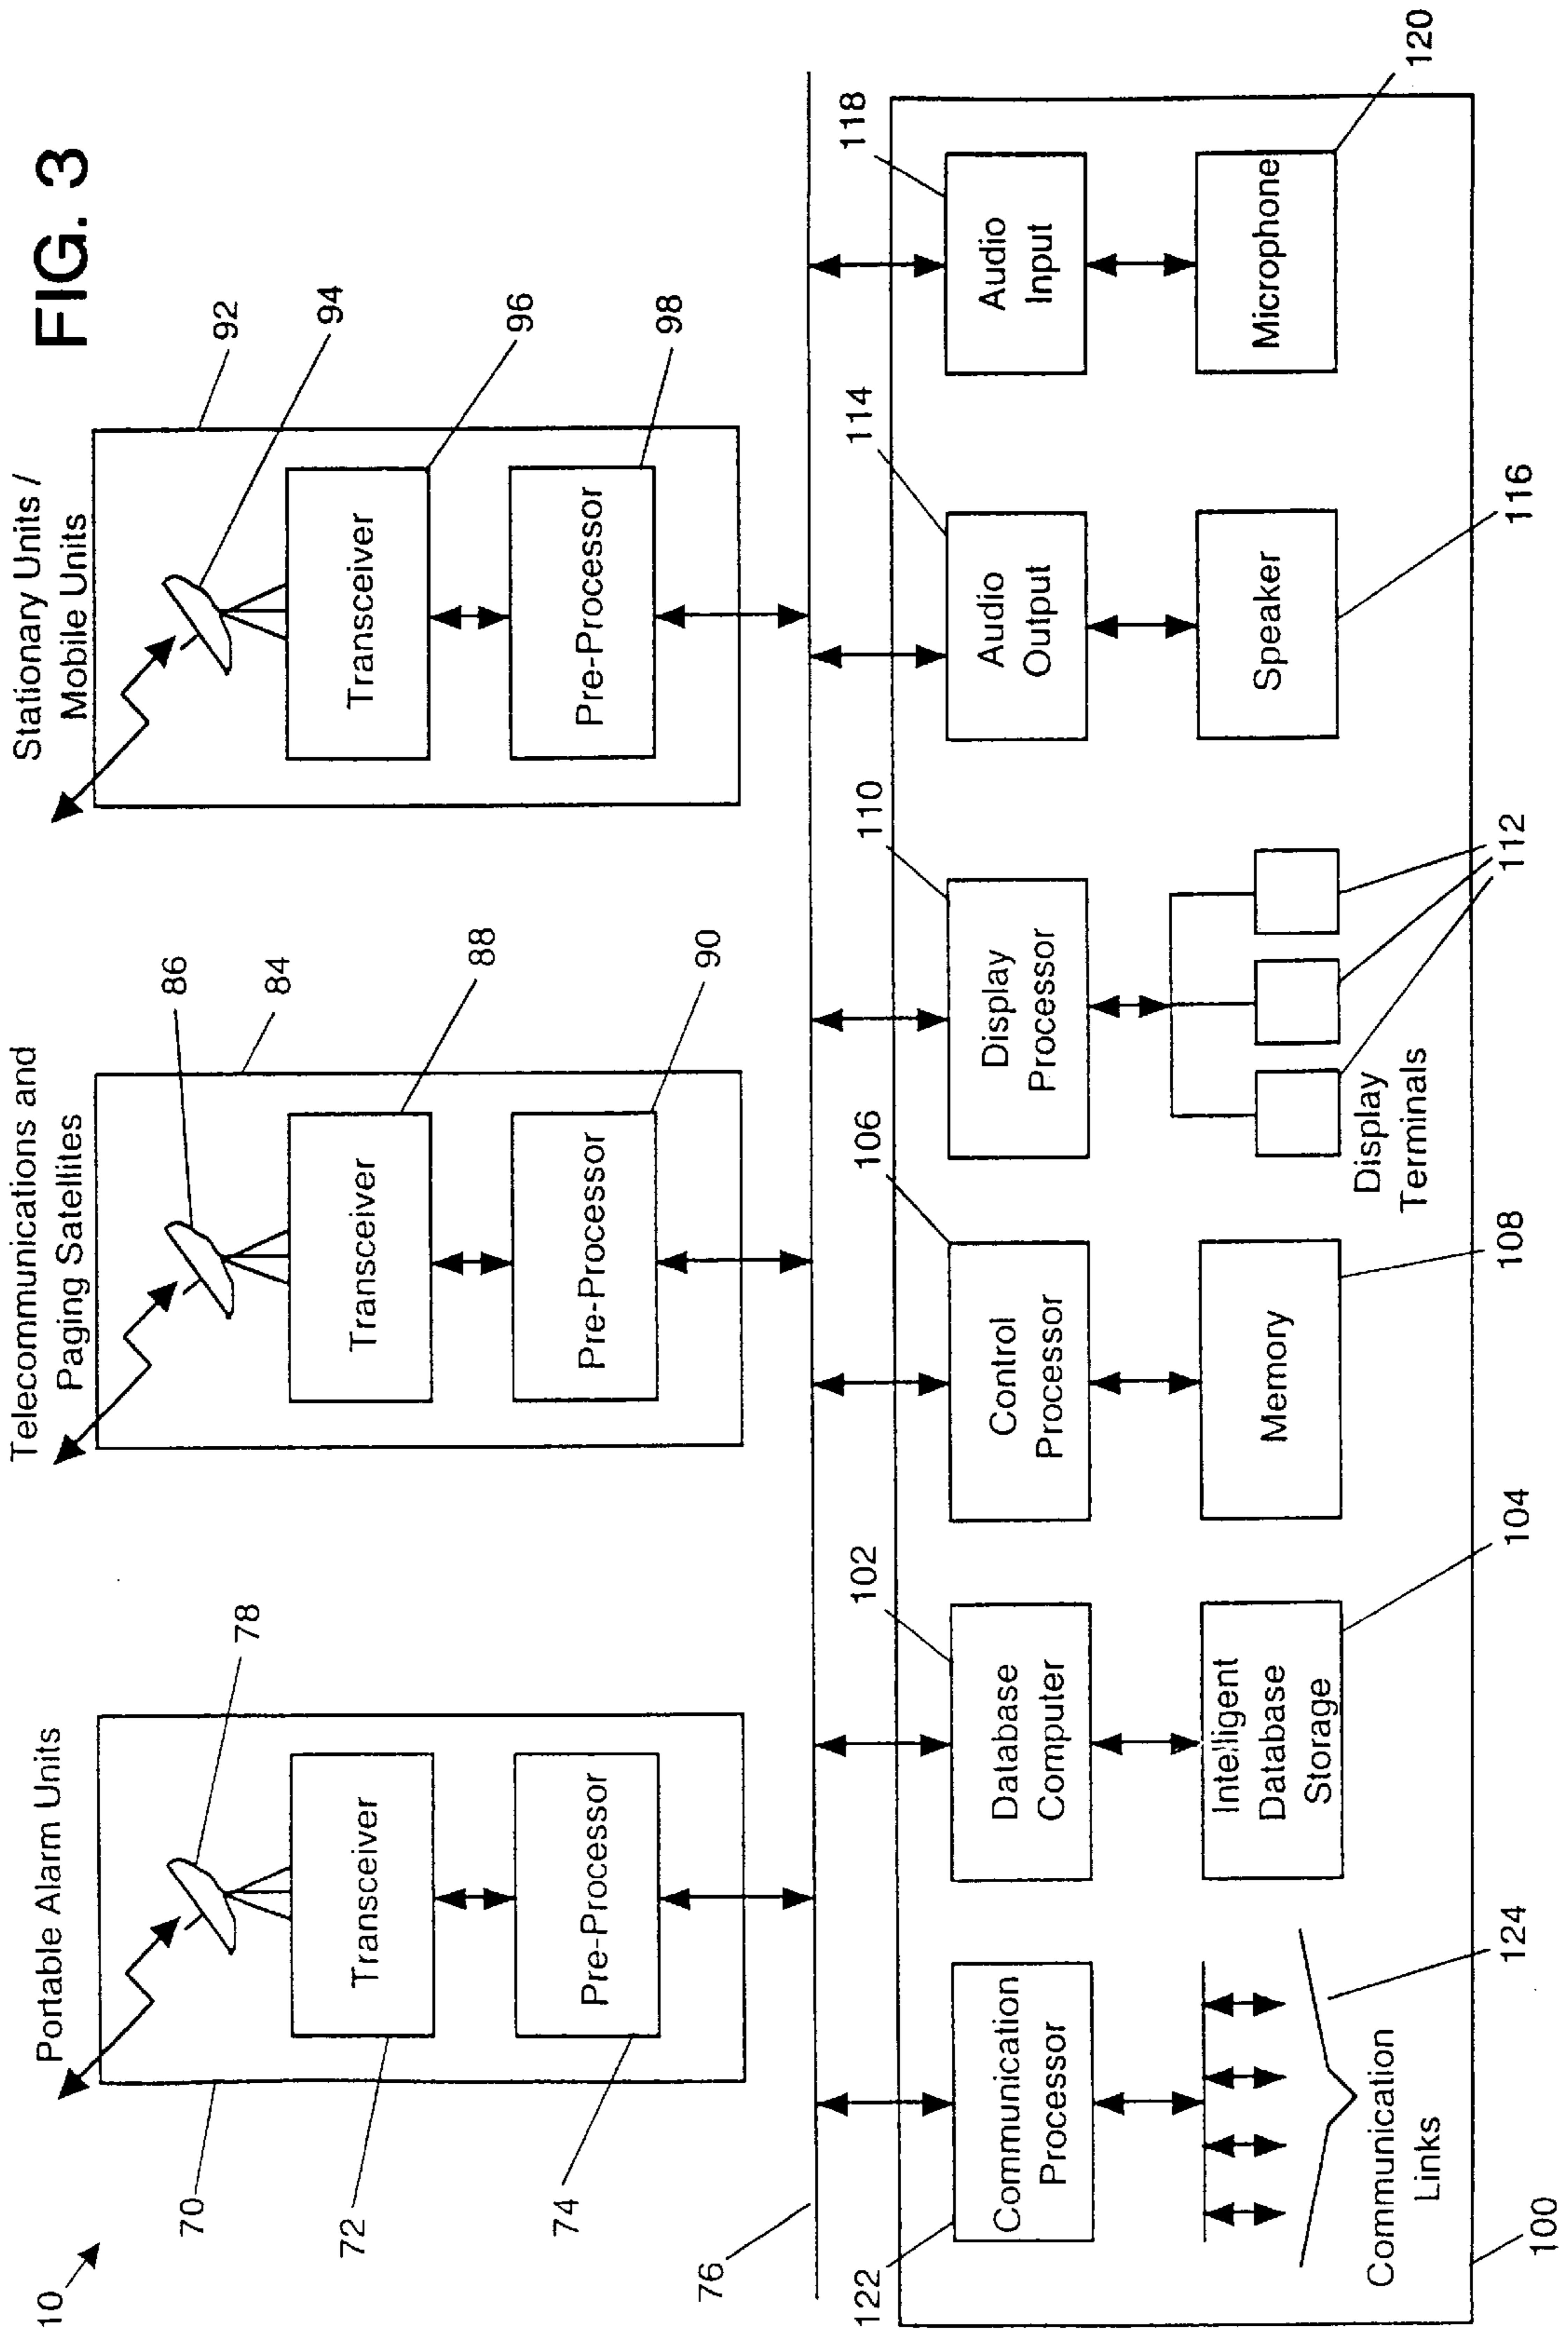 FIG. 3
10
Portable Alarm Units
Telecommunications and
Paging Satellites
Stationary Units /
Mobile Units
70
72
74
78
Transceiver
Pre-Processor
86
84
88
90
Transceiver
Pre-Processor
92
94
96
98
Transceiver
Pre-Processor
76
122
102
106
110
114
118
Communication
Processor
Database
Computer
Control
Processor
Display
Processor
Audio
Output
Audio
Input
Intelligent
Database
Storage
Memory
Speaker
Microphone
Communication
Links
Display
Terminals
100
124
104
108
112
116
120